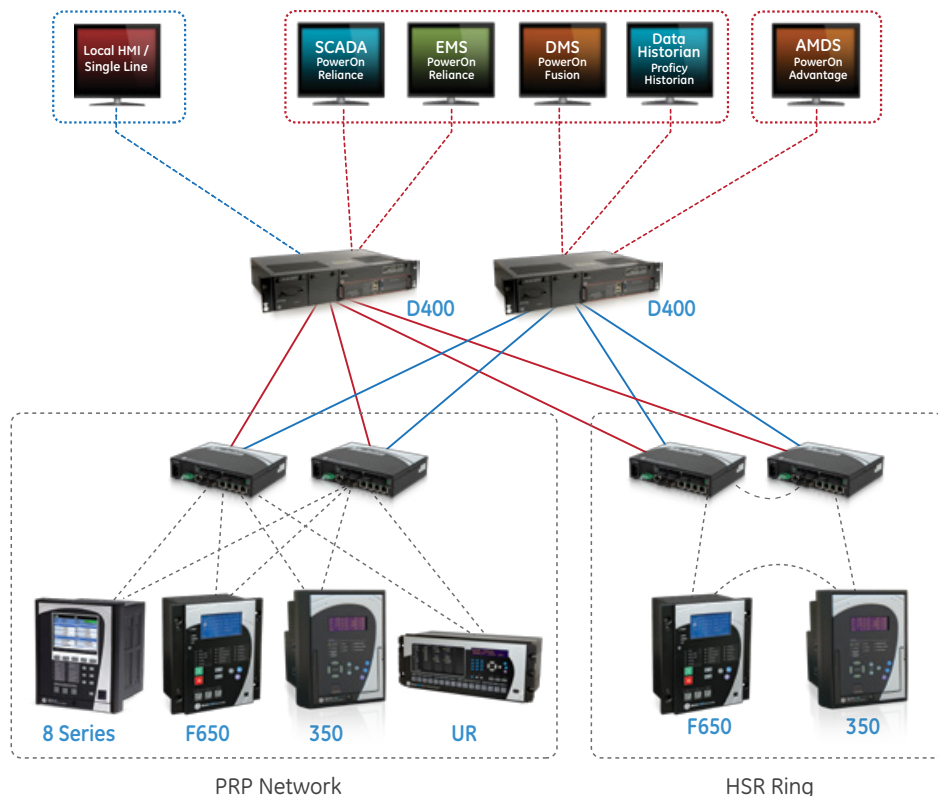 Local HMI /
Single Line
SCADA
PowerOn
Reliance
EMS
PowerOn
Reliance
DMS
PowerOn
Fusion
Data
Historian
Proficy
Historian
AMDS
PowerOn
Advantage
D400
D400
8 Series
F650
350
UR
F650
350
PRP Network
HSR Ring